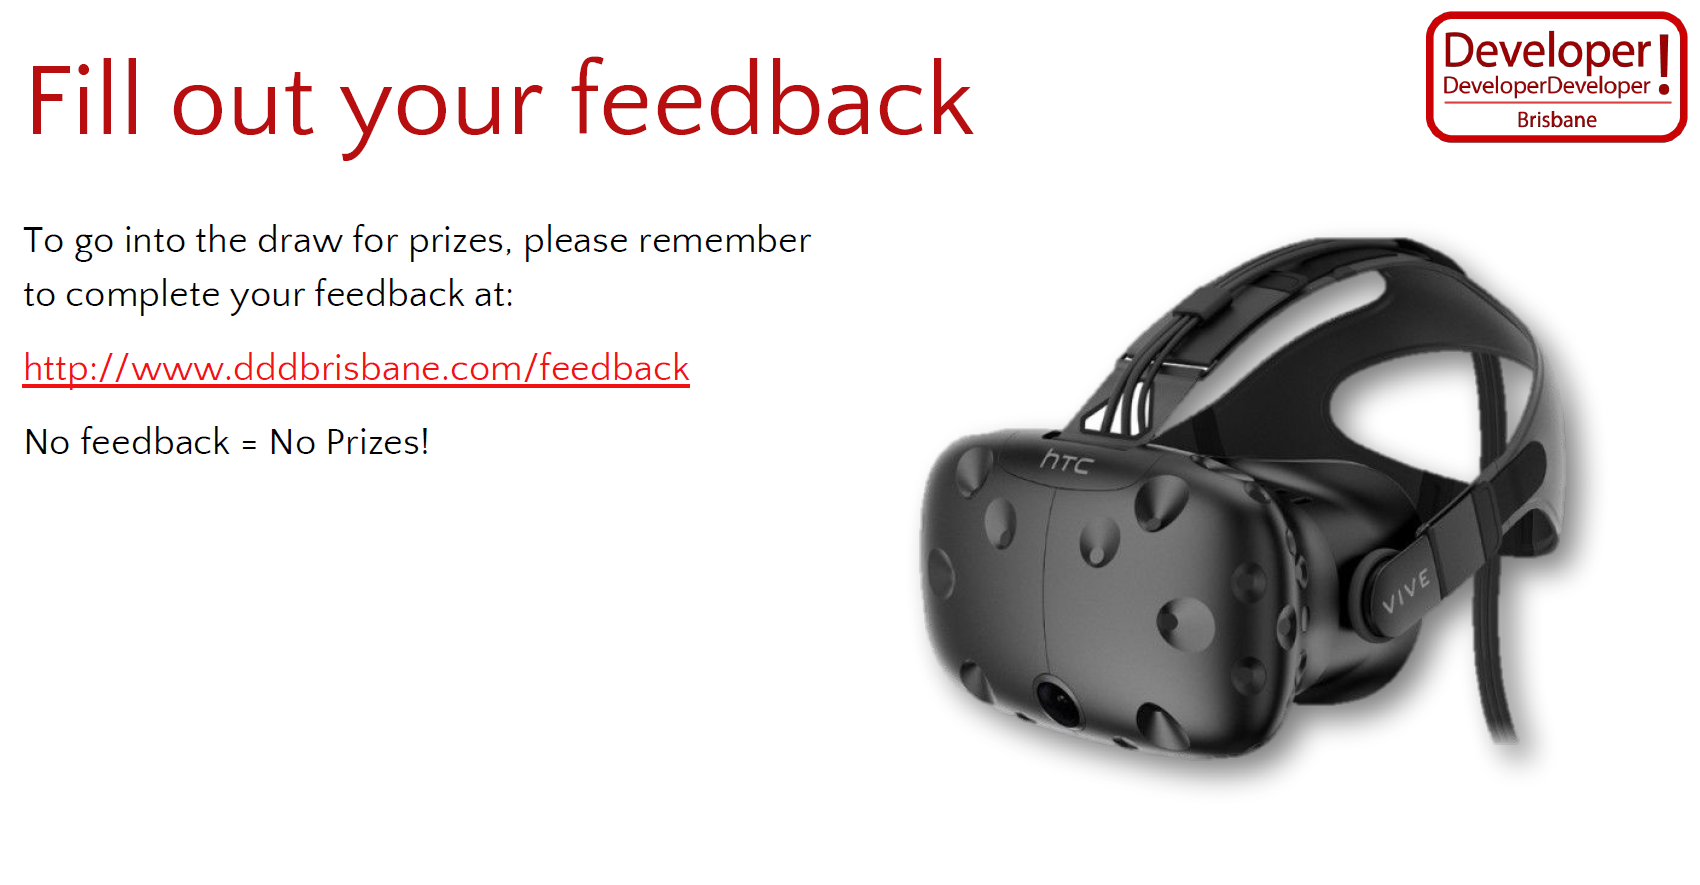 Fill out your feedback
Developer!
DeveloperDeveloper
Brisbane
To go into the draw for prizes, please remember
to complete your feedback at:
http://www.dddbrisbane.com/feedback
No feedback = No Prizes!
hTC
VIVE